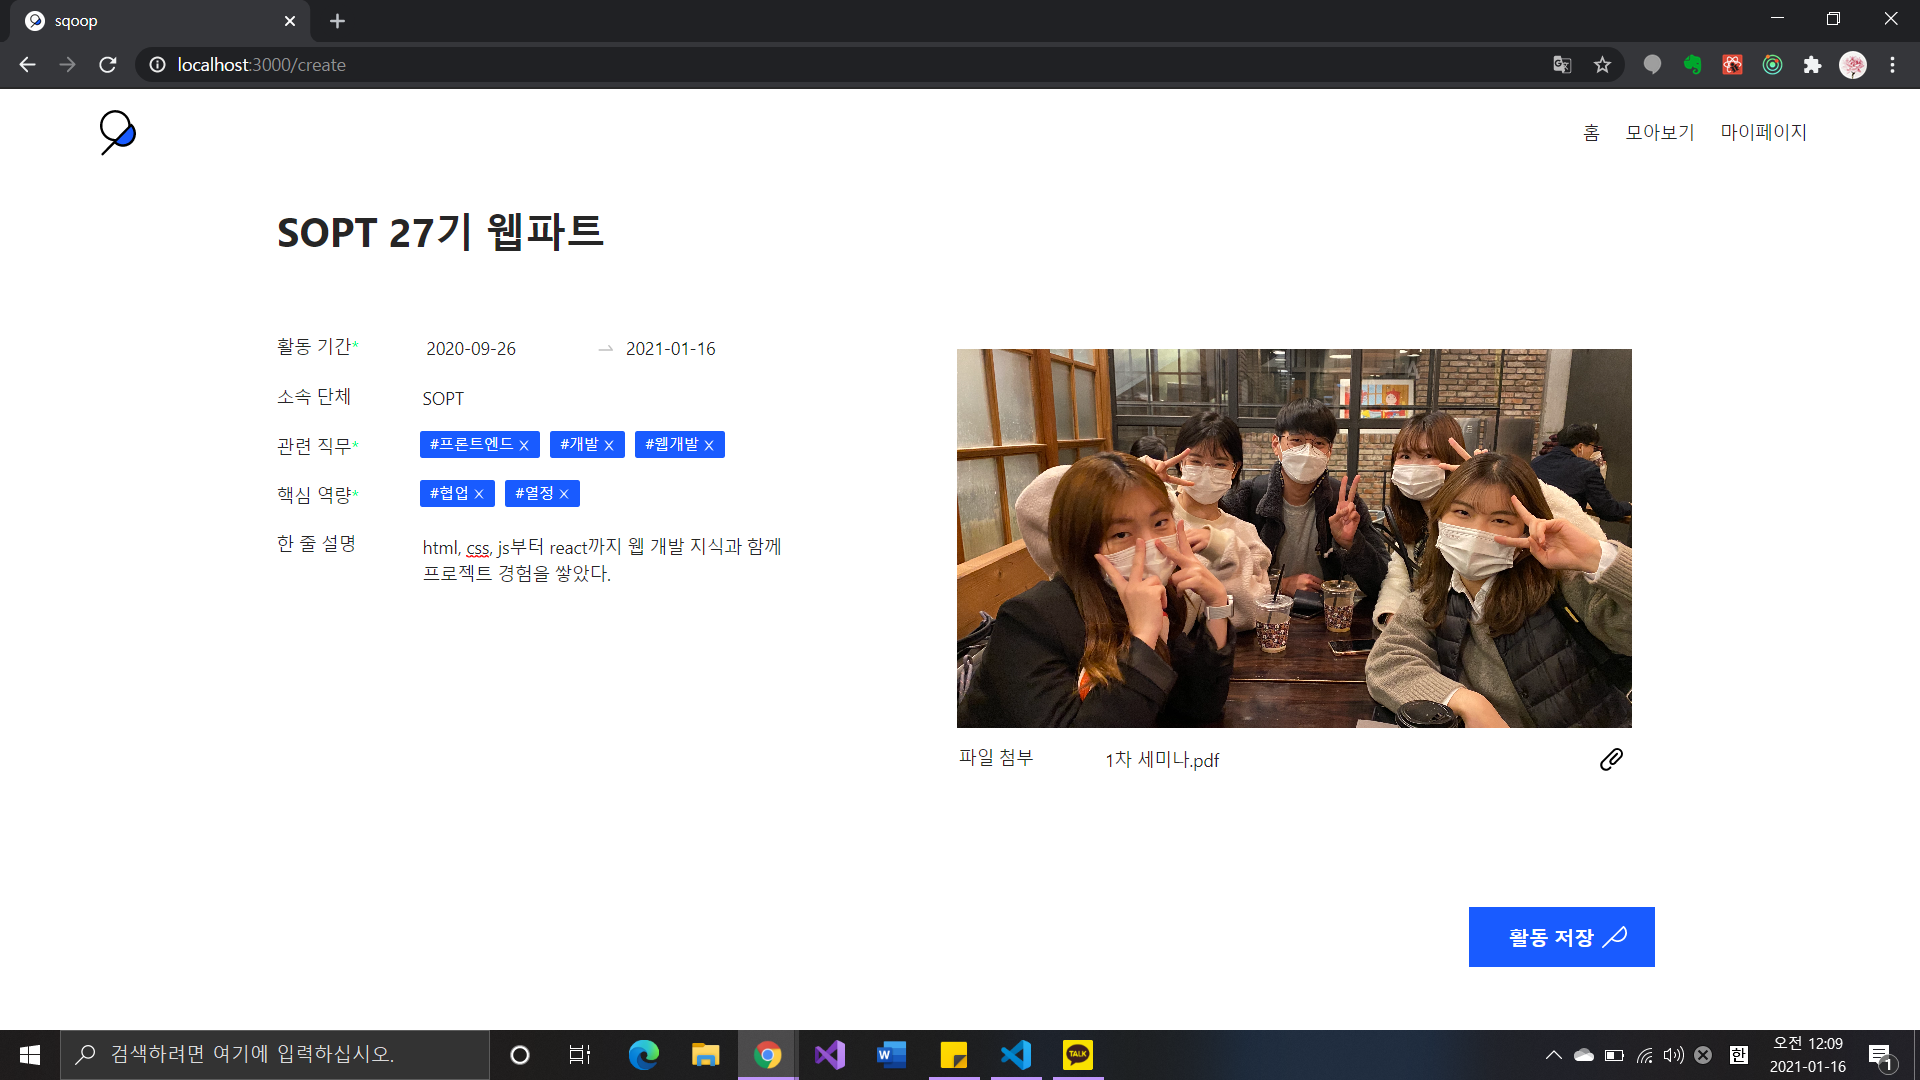 sqoop
localhost:3000/create
홈 모아보기 마이페이지
SOPT 27기 웹파트
활동 기간* 2020-09-26 → 2021-01-16
소속 단체 SOPT
관련 직무* #프론트엔드 × #개발 × #웹개발 ×
핵심 역량* #협업 × #열정 ×
한 줄 설명 html, css, js부터 react까지 웹 개발 지식과 함께
프로젝트 경험을 쌓았다.
파일 첨부 1차 세미나.pdf
활동 저장
검색하려면 여기에 입력하십시오.
TALK
한
오전 12:09
2021-01-16
1